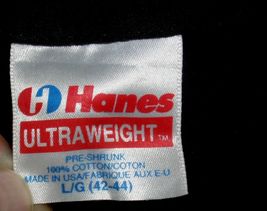 Hanes
ULTRAWEIGHT™
PRE-SHRUNK
100% COTTON/COTON
MADE IN USA/FABRIQUE AUX E-U
L/G (42-44)